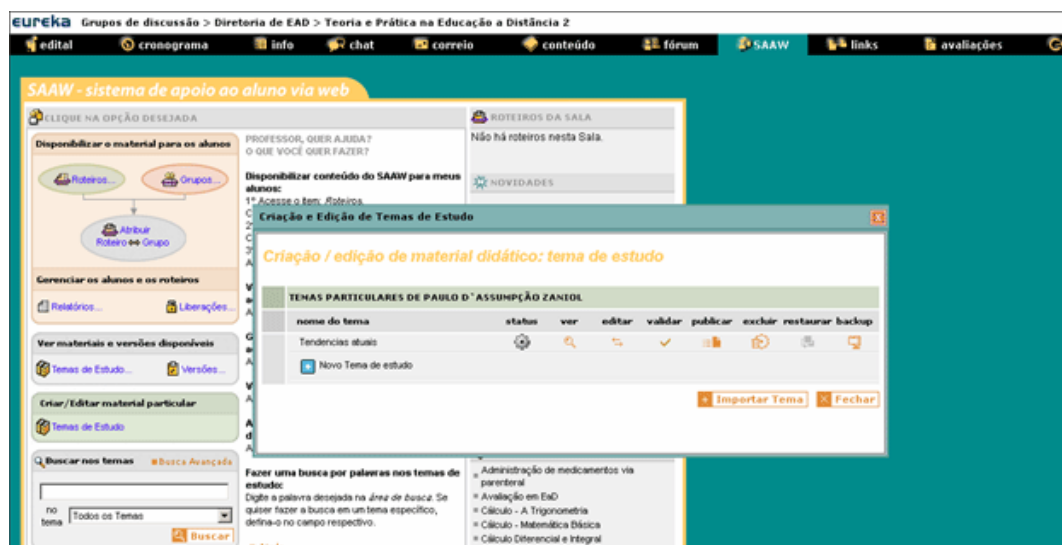 EUREKA Grupos de discussão > Diretoria de EAD > Teoria e Prática na Educação a Distância 2
edital cronograma info chat correio conteúdo fórum SAAW links avaliações
SAAW - sistema de apoio ao aluno via web
CLIQUE NA OPÇÃO DESEJADA
Disponibilizar o material para os alunos
Roteiros...
Grupos...
Atribuir
Roteiro Grupo
Gerenciar os alunos e os roteiros
Relatórios...
Liberações...
Ver materiais e versões disponíveis
Temas de Estudo...
Versões...
Criar/Editar material particular
Temas de Estudo
Buscar nos temas
Busca Avançada
no tema
Todos os Temas
Buscar
PROFESSOR, QUER AJUDA?
O QUE VOCÊ QUER FAZER?
Disponibilizar conteúdo do SAAW para meus
alunos:
1º Acesse o item: Roteiros.
Fazer uma busca por palavras nos temas de
estudo:
Digite a palavra desejada na área de busca. Se
quiser fazer a busca em um tema específico,
defina-o no campo respectivo.
ROTEIROS DA SALA
Não há roteiros nesta Sala.
NOVIDADES
Criação e Edição de Temas de Estudo
Criação / edição de material didático: tema de estudo
TEMAS PARTICULARES DE PAULO D`ASSUMPÇÃO ZANIOL
nome do tema status ver editar validar publicar excluir restaurar backup
Tendencias atuais
Novo Tema de estudo
Importar Tema
Fechar
Administração de medicamentos via
parenteral
Avaliação em EaD
Cálculo - A Trigonometria
Cálculo - Matemática Básica
Cálculo Diferencial e Integral